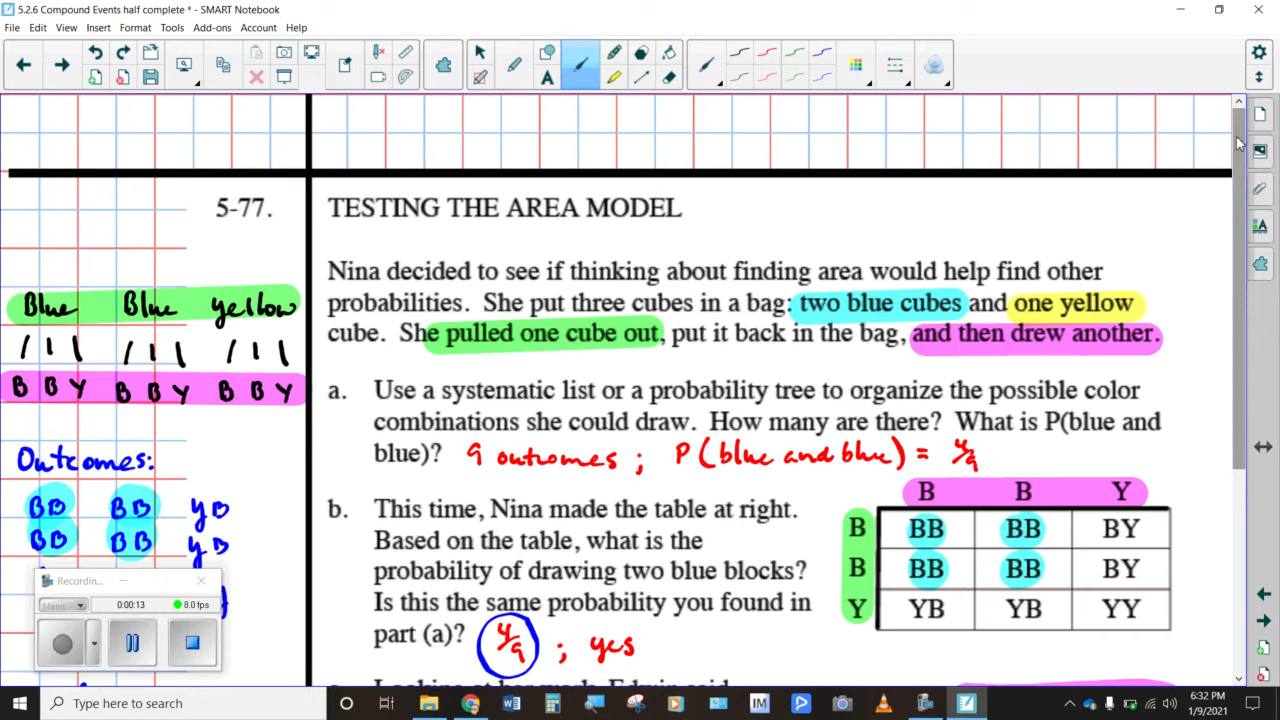 5.2.6 Compound Events half complete * - SMART Notebook
File Edit View Insert Format Tools Add-ons Account Help
5-77. TESTING THE AREA MODEL
Nina decided to see if thinking about finding area would help find other
probabilities. She put three cubes in a bag: two blue cubes and one yellow
cube. She pulled one cube out, put it back in the bag, and then drew another.
Blue Blue yellow
B B Y B B Y B B Y
a. Use a systematic list or a probability tree to organize the possible color
combinations she could draw. How many are there? What is P(blue and
blue)? 9 outcomes ; P (blue and blue) = 4/9
Outcomes:
BB BB yB
BB BB yB
b. This time, Nina made the table at right.
Based on the table, what is the
probability of drawing two blue blocks?
Is this the same probability you found in
part (a)? 4/9 ; yes
B B Y
B BB BB BY
B BB BB BY
Y YB YB YY
Recordin...
Menu
0:00:13 8.0 fps
Type here to search
IM
6:32 PM
1/9/2021